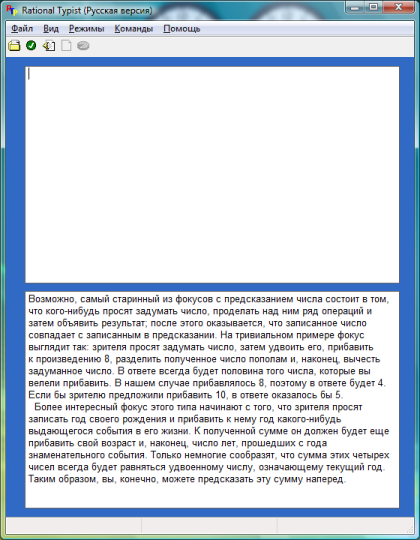 Rational Typist (Русская версия)
Файл Вид Режимы Команды Помощь
Возможно, самый старинный из фокусов с предсказанием числа состоит в том,
что кого-нибудь просят задумать число, проделать над ним ряд операций и
затем объявить результат; после этого оказывается, что записанное число
совпадает с записанным в предсказании. На тривиальном примере фокус
выглядит так: зрителя просят задумать число, затем удвоить его, прибавить
к произведению 8, разделить полученное число пополам и, наконец, вычесть
задуманное число. В ответе всегда будет половина того числа, которые вы
велели прибавить. В нашем случае прибавлялось 8, поэтому в ответе будет 4.
Если бы зрителю предложили прибавить 10, в ответе оказалось бы 5.
Более интересный фокус этого типа начинают с того, что зрителя просят
записать год своего рождения и прибавить к нему год какого-нибудь
выдающегося события в его жизни. К полученной сумме он должен будет еще
прибавить свой возраст и, наконец, число лет, прошедших с года
знаменательного события. Только немногие сообразят, что сумма этих четырех
чисел всегда будет равняться удвоенному числу, означающему текущий год.
Таким образом, вы, конечно, можете предсказать эту сумму наперед.